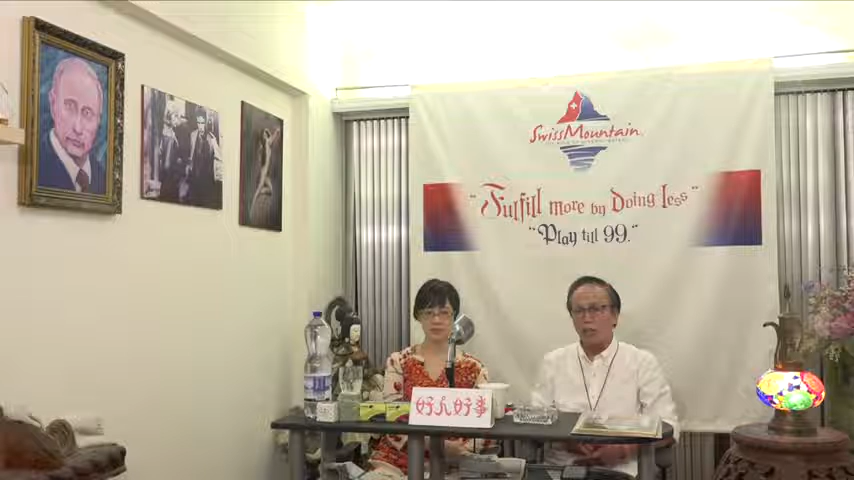 SwissMountain
"Fulfill more by Doing less"
"Play till 99."
好人好事